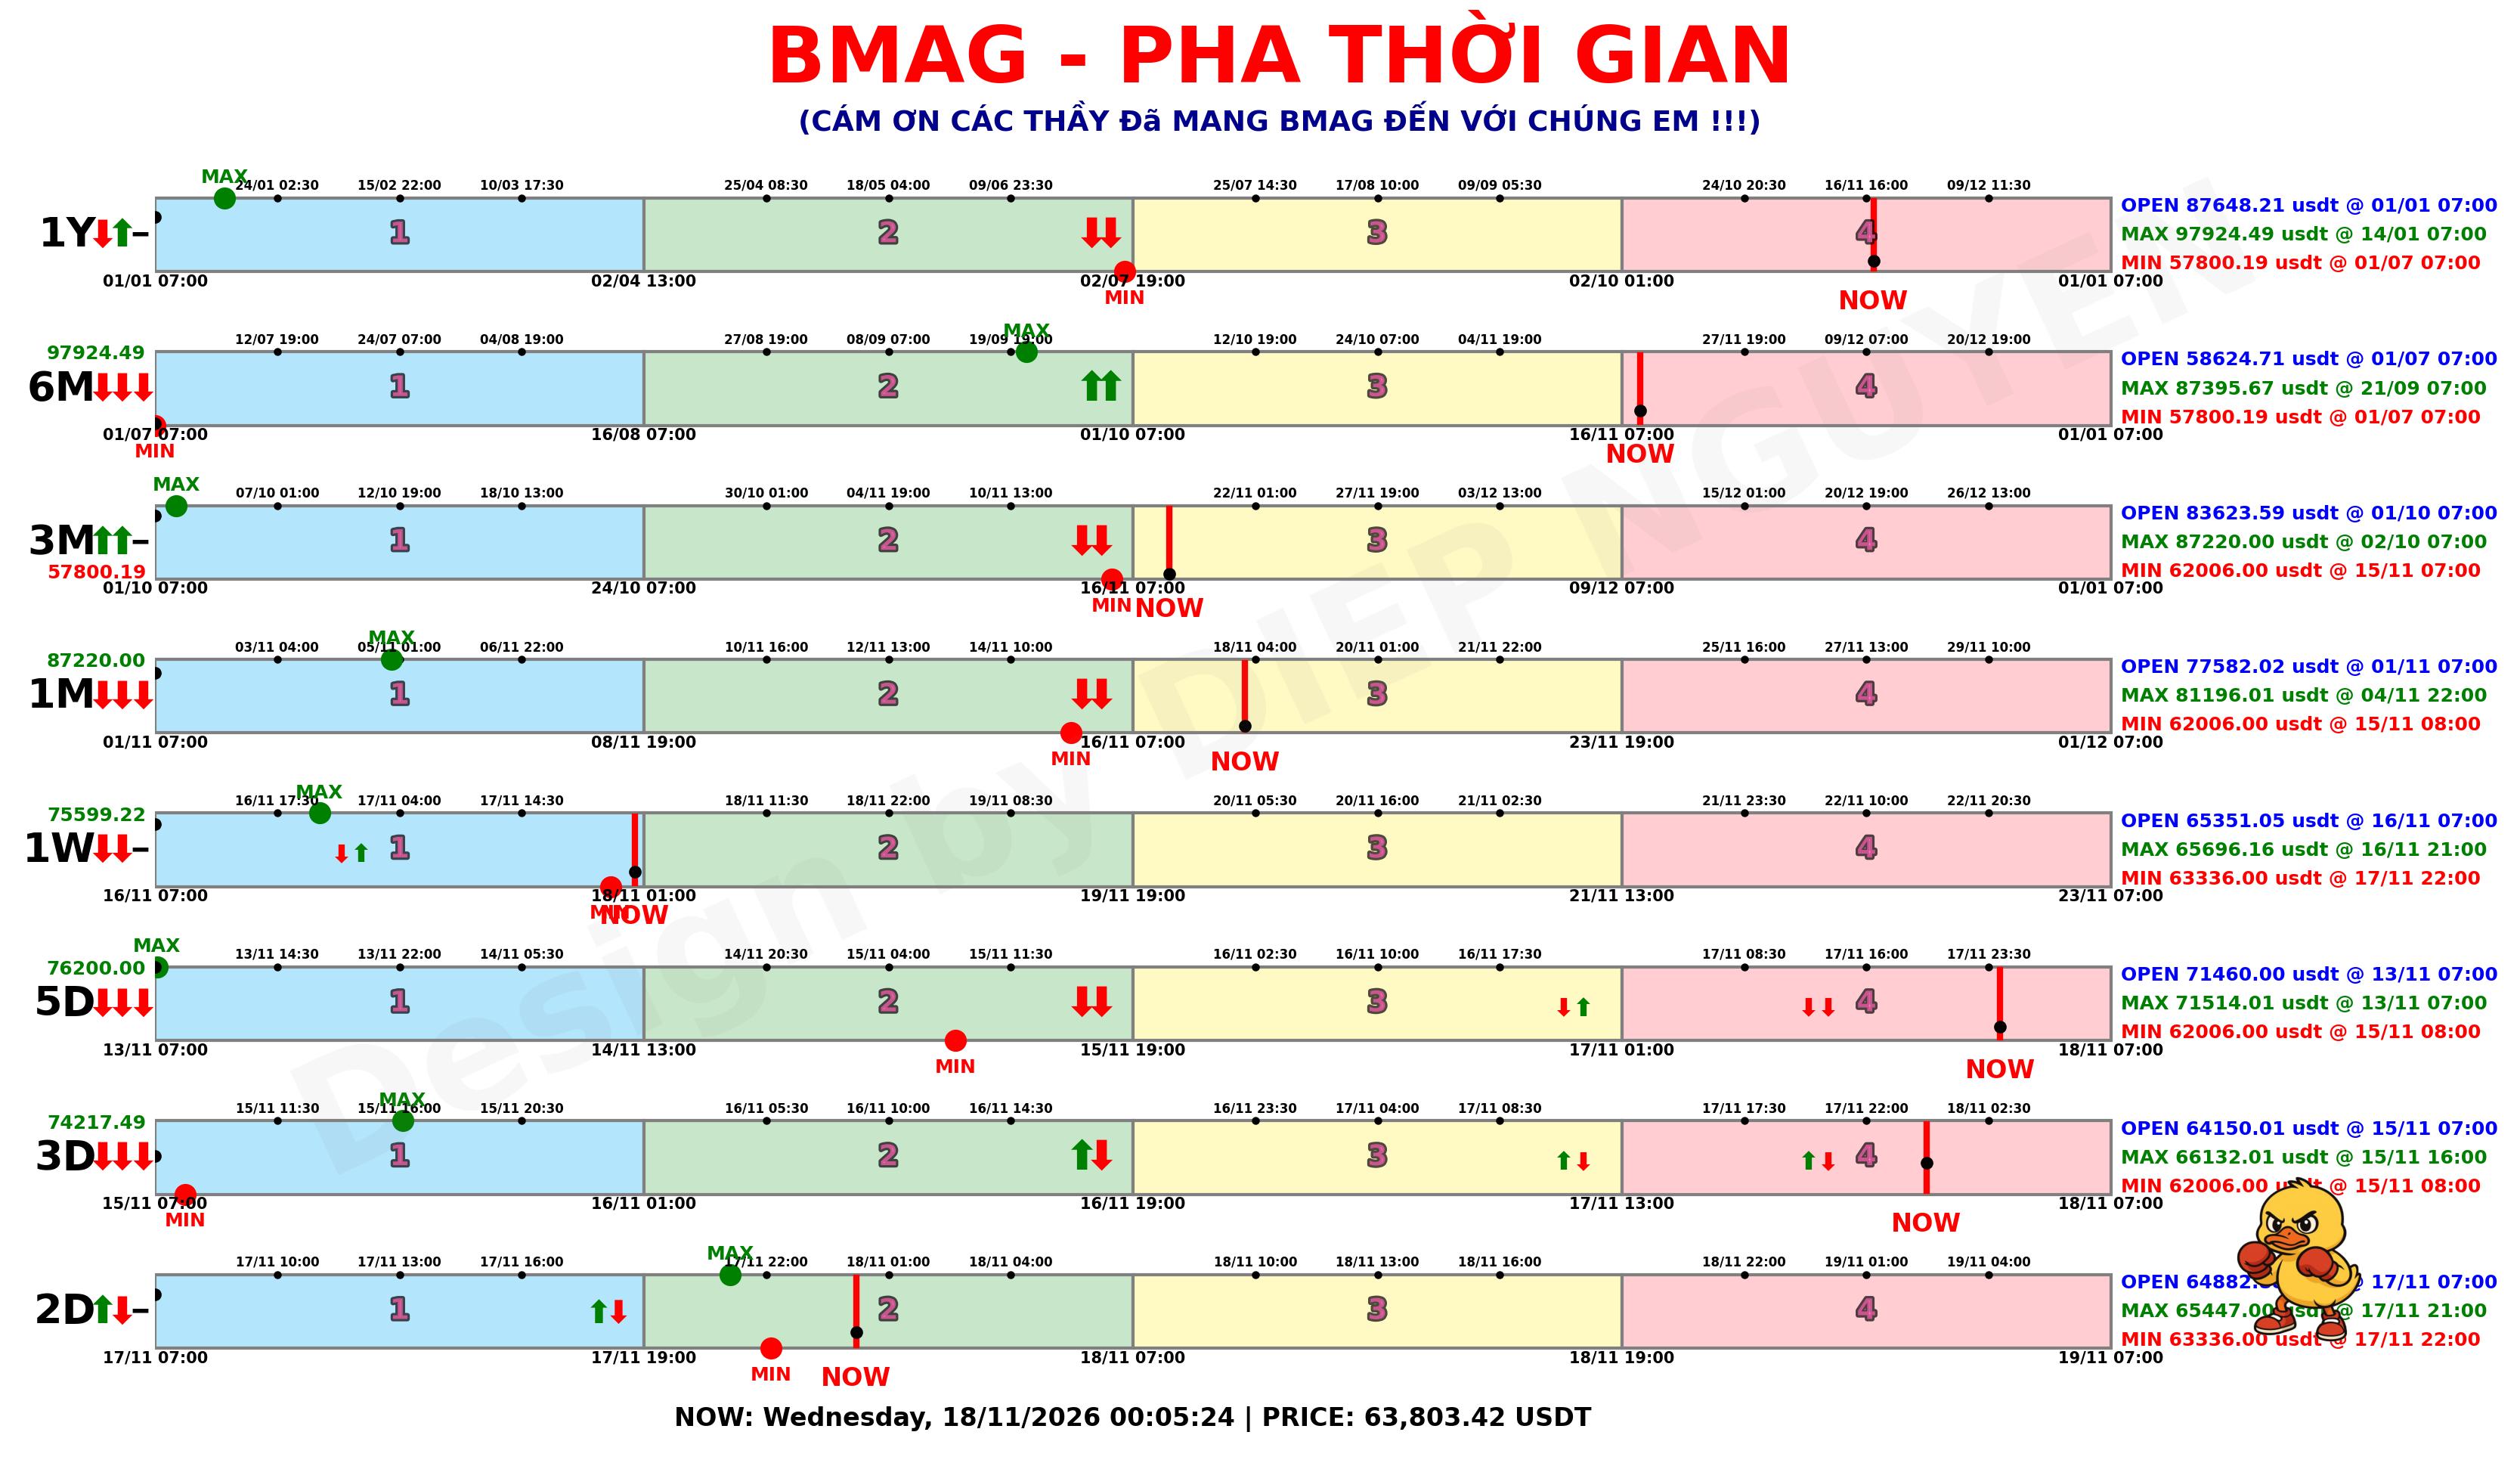 BMAG - PHA THỜI GIAN
(CÁM ƠN CÁC THẦY Đã MANG BMAG ĐẾN VỚI CHÚNG EM !!!)
MAX
24/01 02:30 15/02 22:00 10/03 17:30 25/04 08:30 18/05 04:00 09/06 23:30 25/07 14:30 17/08 10:00 09/09 05:30 24/10 20:30 16/11 16:00 09/12 11:30
OPEN 87648.21 usdt @ 01/01 07:00
1Y 1 2 3 4
MAX 97924.49 usdt @ 14/01 07:00
MIN 57800.19 usdt @ 01/07 07:00
01/01 07:00 02/04 13:00 02/07 19:00 02/10 01:00 01/01 07:00
MIN NOW
MAX
12/07 19:00 24/07 07:00 04/08 19:00 27/08 19:00 08/09 07:00 19/09 19:00 12/10 19:00 24/10 07:00 04/11 19:00 27/11 19:00 09/12 07:00 20/12 19:00
97924.49
OPEN 58624.71 usdt @ 01/07 07:00
6M 1 2 3 4
MAX 87395.67 usdt @ 21/09 07:00
MIN 57800.19 usdt @ 01/07 07:00
01/07 07:00 16/08 07:00 01/10 07:00 16/11 07:00 01/01 07:00
MIN NOW
MAX
07/10 01:00 12/10 19:00 18/10 13:00 30/10 01:00 04/11 19:00 10/11 13:00 22/11 01:00 27/11 19:00 03/12 13:00 15/12 01:00 20/12 19:00 26/12 13:00
OPEN 83623.59 usdt @ 01/10 07:00
3M 1 2 3 4
MAX 87220.00 usdt @ 02/10 07:00
57800.19
MIN 62006.00 usdt @ 15/11 07:00
01/10 07:00 24/10 07:00 16/11 07:00 09/12 07:00 01/01 07:00
MIN NOW
MAX
03/11 04:00 05/11 01:00 06/11 22:00 10/11 16:00 12/11 13:00 14/11 10:00 18/11 04:00 20/11 01:00 21/11 22:00 25/11 16:00 27/11 13:00 29/11 10:00
87220.00
OPEN 77582.02 usdt @ 01/11 07:00
1M 1 2 3 4
MAX 81196.01 usdt @ 04/11 22:00
MIN 62006.00 usdt @ 15/11 08:00
01/11 07:00 08/11 19:00 16/11 07:00 23/11 19:00 01/12 07:00
MIN NOW
MAX
16/11 17:30 17/11 04:00 17/11 14:30 18/11 11:30 18/11 22:00 19/11 08:30 20/11 05:30 20/11 16:00 21/11 02:30 21/11 23:30 22/11 10:00 22/11 20:30
75599.22
OPEN 65351.05 usdt @ 16/11 07:00
1W 1 2 3 4
MAX 65696.16 usdt @ 16/11 21:00
MIN 63336.00 usdt @ 17/11 22:00
16/11 07:00 18/11 01:00 19/11 19:00 21/11 13:00 23/11 07:00
MIN NOW
MAX
13/11 14:30 13/11 22:00 14/11 05:30 14/11 20:30 15/11 04:00 15/11 11:30 16/11 02:30 16/11 10:00 16/11 17:30 17/11 08:30 17/11 16:00 17/11 23:30
76200.00
OPEN 71460.00 usdt @ 13/11 07:00
5D 1 2 3 4
MAX 71514.01 usdt @ 13/11 07:00
MIN 62006.00 usdt @ 15/11 08:00
13/11 07:00 14/11 13:00 15/11 19:00 17/11 01:00 18/11 07:00
MIN NOW
MAX
15/11 11:30 15/11 16:00 15/11 20:30 16/11 05:30 16/11 10:00 16/11 14:30 16/11 23:30 17/11 04:00 17/11 08:30 17/11 17:30 17/11 22:00 18/11 02:30
74217.49
OPEN 64150.01 usdt @ 15/11 07:00
3D 1 2 3 4
MAX 66132.01 usdt @ 15/11 16:00
MIN 62006.00 usdt @ 15/11 08:00
15/11 07:00 16/11 01:00 16/11 19:00 17/11 13:00 18/11 07:00
MIN NOW
MAX
17/11 10:00 17/11 13:00 17/11 16:00 17/11 22:00 18/11 01:00 18/11 04:00 18/11 10:00 18/11 13:00 18/11 16:00 18/11 22:00 19/11 01:00 19/11 04:00
OPEN @ 17/11 07:00
2D 1 2 3 4
MAX 65447.00 usdt @ 17/11 21:00
MIN 63336.00 usdt @ 17/11 22:00
17/11 07:00 17/11 19:00 18/11 07:00 18/11 19:00 19/11 07:00
MIN NOW
NOW: Wednesday, 18/11/2026 00:05:24 | PRICE: 63,803.42 USDT
Design by DIEP NGUYEN